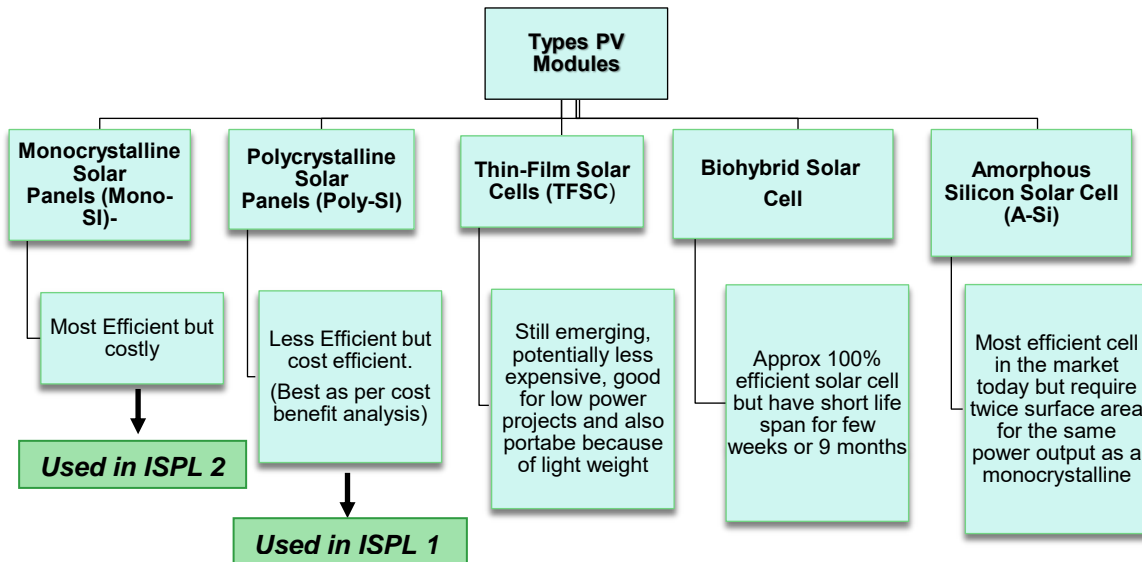 Types PV
Modules
Monocrystalline
Solar
Panels (Mono-
SI)-
Polycrystalline
Solar
Panels (Poly-SI)
Thin-Film Solar
Cells (TFSC)
Biohybrid Solar
Cell
Amorphous
Silicon Solar Cell
(A-Si)
Most Efficient but
costly
Less Efficient but
cost efficient.
(Best as per cost
benefit analysis)
Still emerging,
potentially less
expensive, good
for low power
projects and also
portabe because
of light weight
Approx 100%
efficient solar cell
but have short life
span for few
weeks or 9 months
Most efficient cell
in the market
today but require
twice surface area
for the same
power output as a
monocrystalline
Used in ISPL 2
Used in ISPL 1